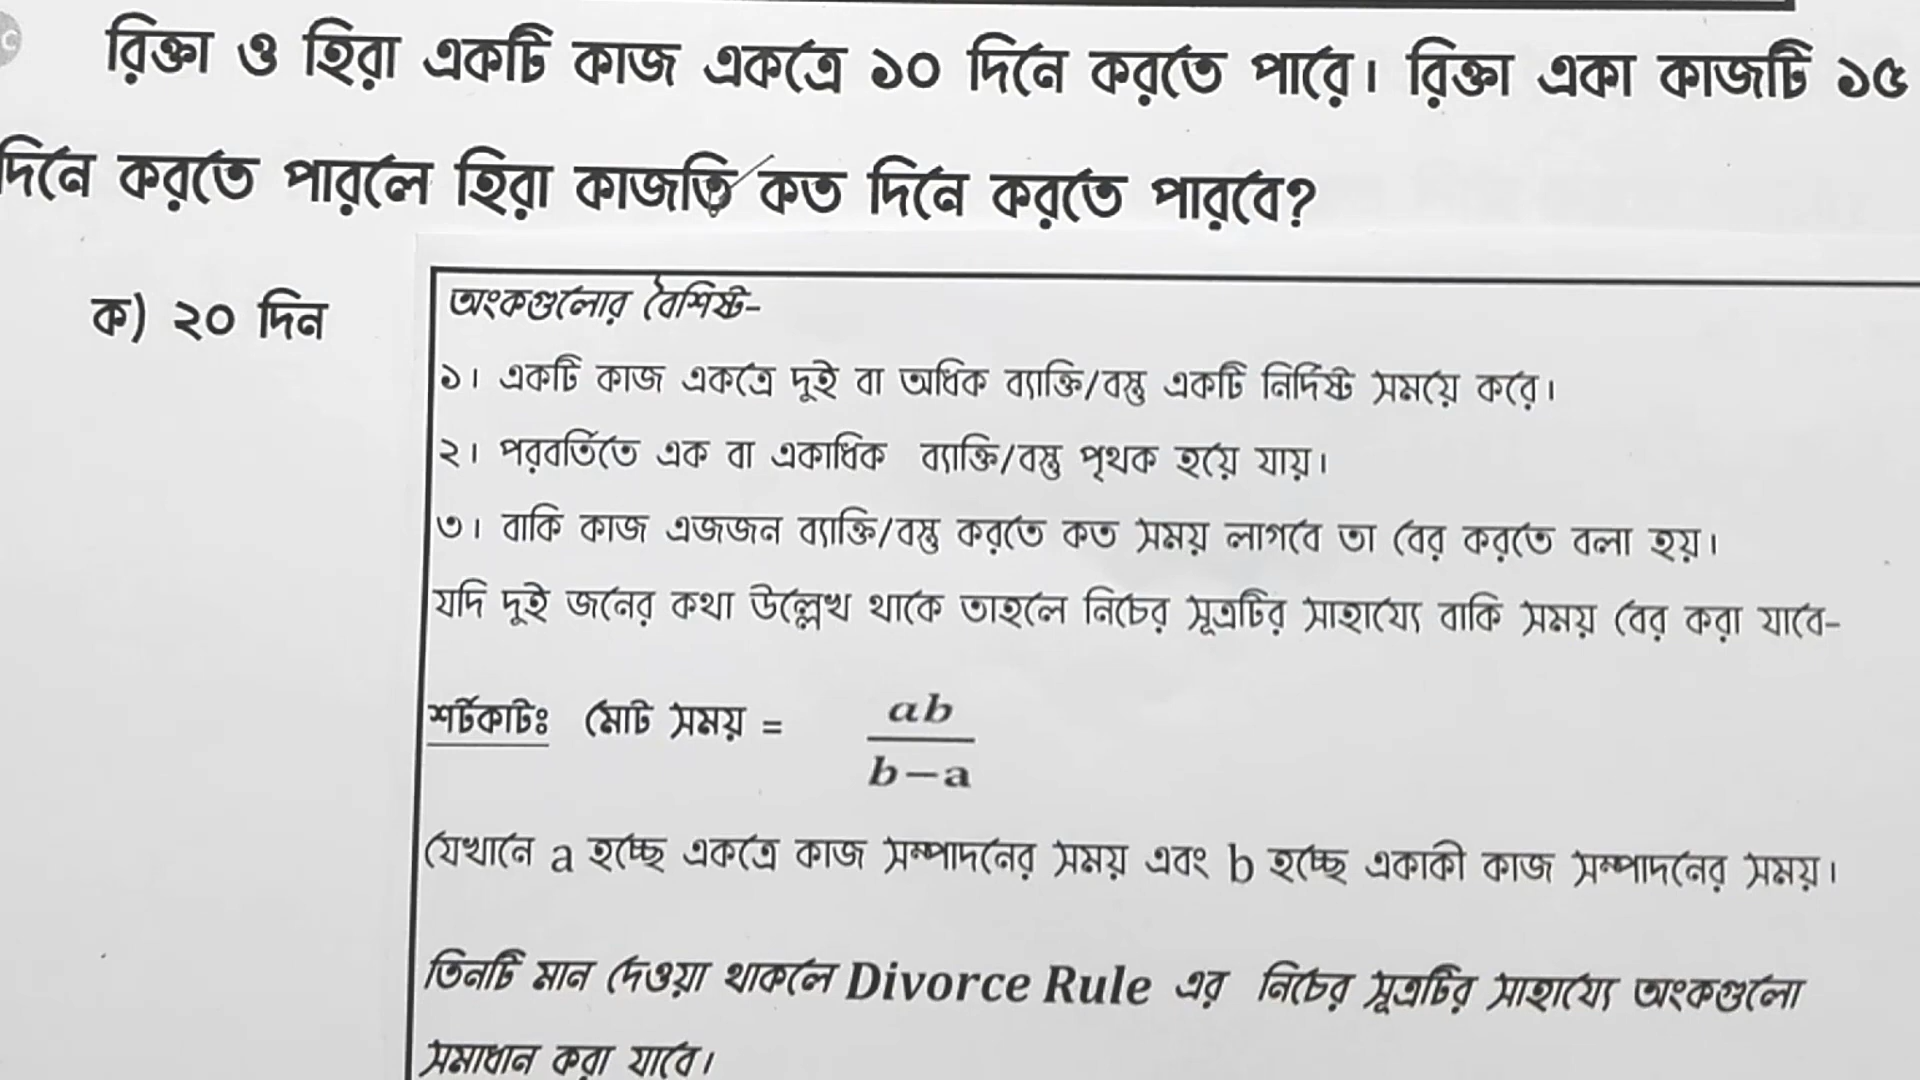 রিক্তা ও হিরা একটি কাজ একত্রে ১০ দিনে করতে পারে। রিক্তা একা কাজটি ১৫
দিনে করতে পারলে হিরা কাজতি কত দিনে করতে পারবে?
ক) ২০ দিন
অংকগুলোর বৈশিষ্ট-
১। একটি কাজ একত্রে দুই বা অধিক ব্যাক্তি/বস্তু একটি নির্দিষ্ট সময়ে করে।
২। পরবর্তিতে এক বা একাধিক ব্যাক্তি/বস্তু পৃথক হয়ে যায়।
৩। বাকি কাজ এজজন ব্যাক্তি/বস্তু করতে কত সময় লাগবে তা বের করতে বলা হয়।
যদি দুই জনের কথা উল্লেখ থাকে তাহলে নিচের সূত্রটির সাহায্যে বাকি সময় বের করা যাবে-
শর্টকাটঃ মোট সময় = ab
b-a
যেখানে a হচ্ছে একত্রে কাজ সম্পাদনের সময় এবং b হচ্ছে একাকী কাজ সম্পাদনের সময়।
তিনটি মান দেওয়া থাকলে Divorce Rule এর নিচের সূত্রটির সাহায্যে অংকগুলো
সমাধান করা যাবে।